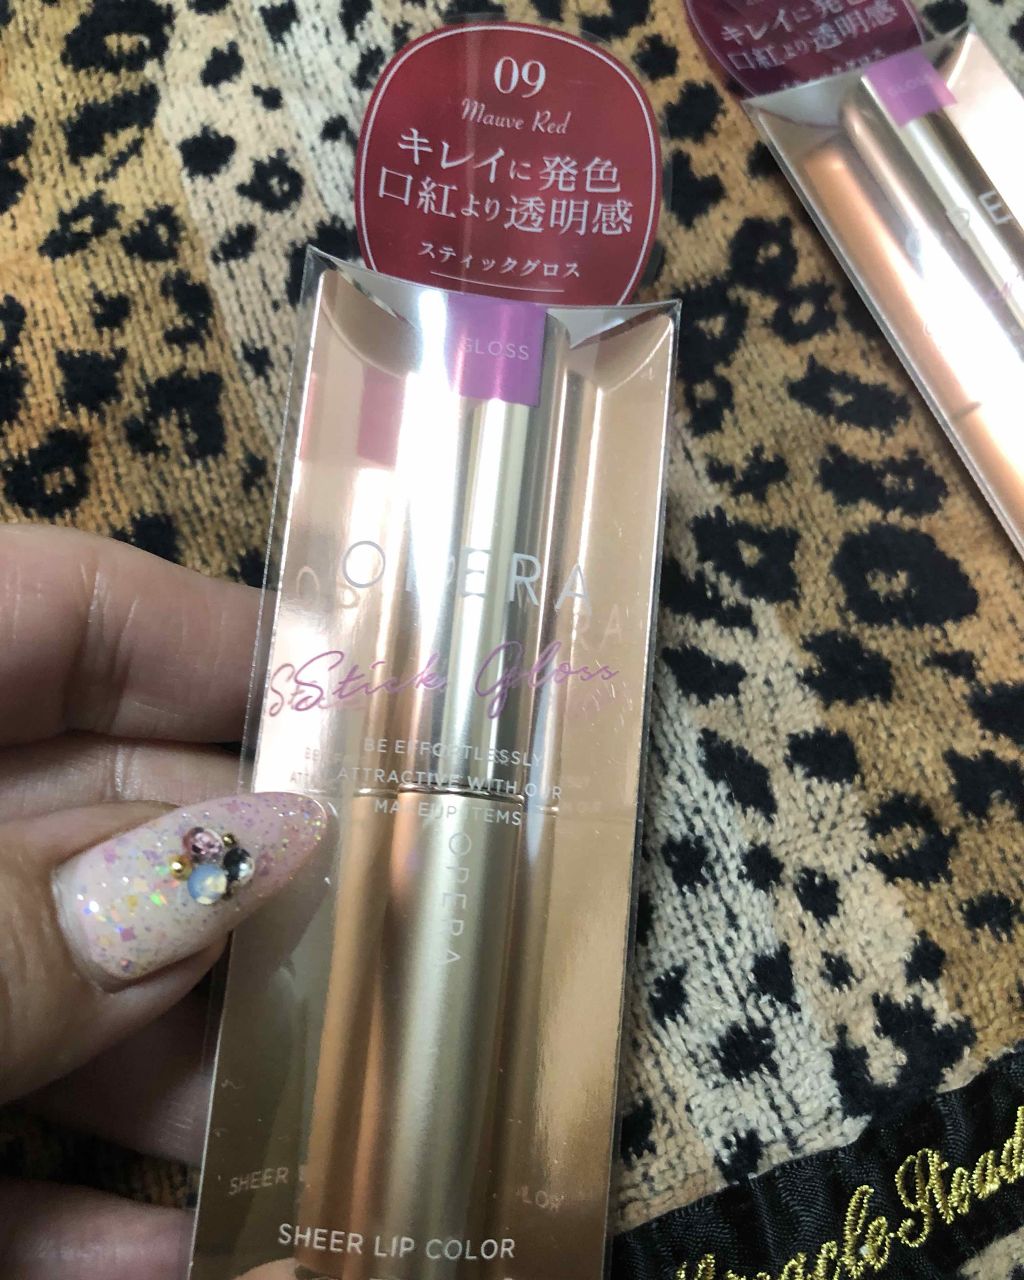 09
Mauve Red
キレイに発色
口紅より透明感
スティックグロス
GLOSS
OPERA
Stick Gloss
BE EFFORTLESSLY
ATTRACTIVE WITH OUR
MAKEUP ITEMS
OPERA
SHEER
SHEER LIP COLOR
キレイに発色
口紅より透明感
GLOSS